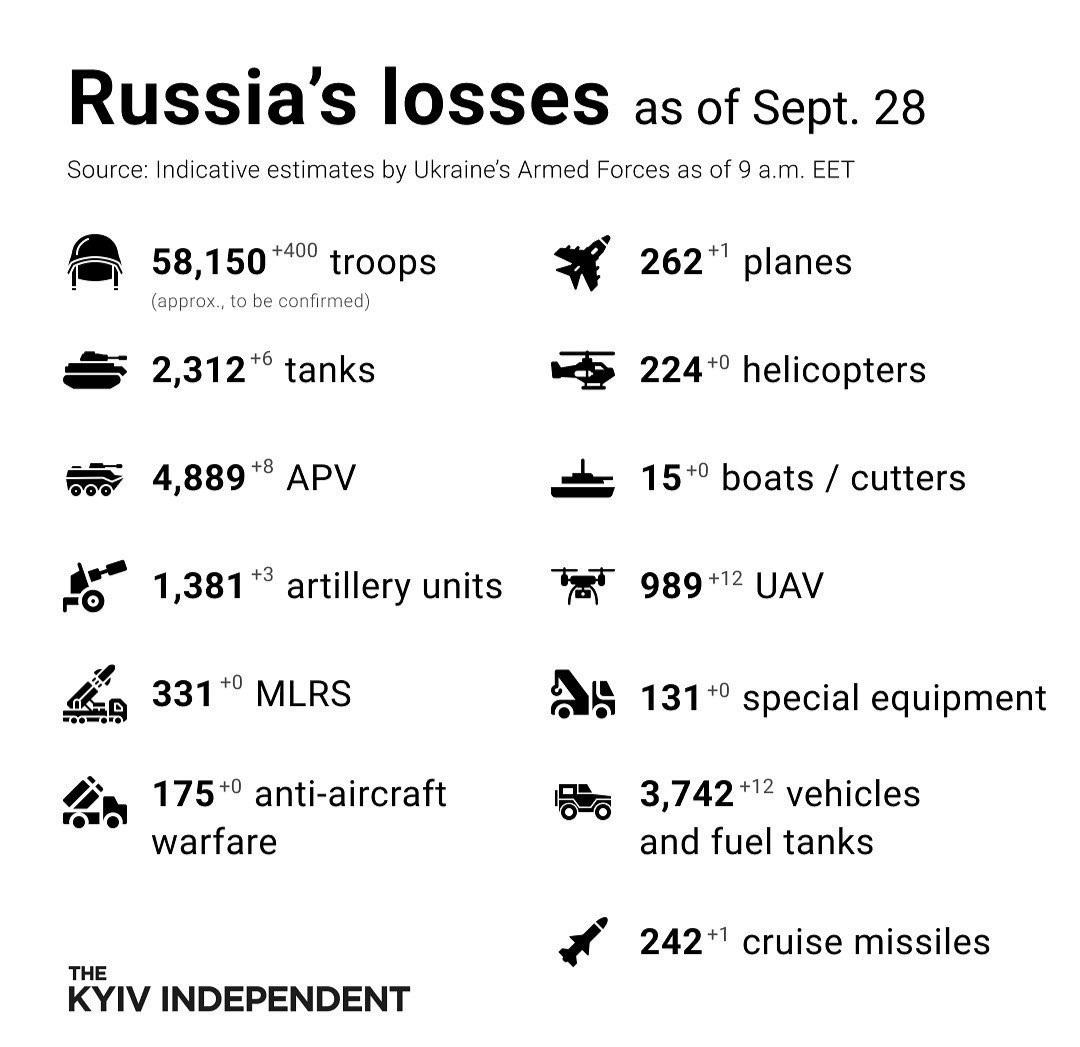 Russia’s losses as of Sept. 28
Source: Indicative estimates by Ukraine’s Armed Forces as of 9 a.m. EET
58,150 +400 troops
(approx., to be confirmed)
2,312 +6 tanks
4,889 +8 APV
1,381 +3 artillery units
331 +0 MLRS
175 +0 anti-aircraft
warfare
262 +1 planes
224 +0 helicopters
15 +0 boats / cutters
989 +12 UAV
131 +0 special equipment
3,742 +12 vehicles
and fuel tanks
242 +1 cruise missiles
THE
KYIV INDEPENDENT